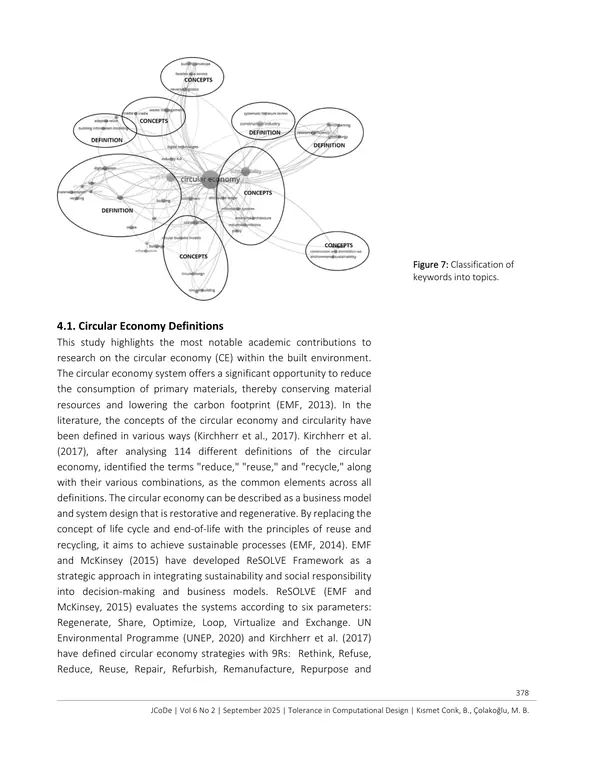 CONCEPTS
CONCEPTS
DEFINITION
DEFINITION
DEFINITION
circular economy
CONCEPTS
DEFINITION
CONCEPTS
CONCEPTS
Figure 7: Classification of
keywords into topics.
4.1. Circular Economy Definitions
This study highlights the most notable academic contributions to
research on the circular economy (CE) within the built environment.
The circular economy system offers a significant opportunity to reduce
the consumption of primary materials, thereby conserving material
resources and lowering the carbon footprint (EMF, 2013). In the
literature, the concepts of the circular economy and circularity have
been defined in various ways (Kirchherr et al., 2017). Kirchherr et al.
(2017), after analysing 114 different definitions of the circular
economy, identified the terms "reduce," "reuse," and "recycle," along
with their various combinations, as the common elements across all
definitions. The circular economy can be described as a business model
and system design that is restorative and regenerative. By replacing the
concept of life cycle and end-of-life with the principles of reuse and
recycling, it aims to achieve sustainable processes (EMF, 2014). EMF
and McKinsey (2015) have developed ReSOLVE Framework as a
strategic approach in integrating sustainability and social responsibility
into decision-making and business models. ReSOLVE (EMF and
McKinsey, 2015) evaluates the systems according to six parameters:
Regenerate, Share, Optimize, Loop, Virtualize and Exchange. UN
Environmental Programme (UNEP, 2020) and Kirchherr et al. (2017)
have defined circular economy strategies with 9Rs: Rethink, Refuse,
Reduce, Reuse, Repair, Refurbish, Remanufacture, Repurpose and
378
JCoDe | Vol 6 No 2 | September 2025 | Tolerance in Computational Design | Kısmet Conk, B., Çolakoğlu, M. B.